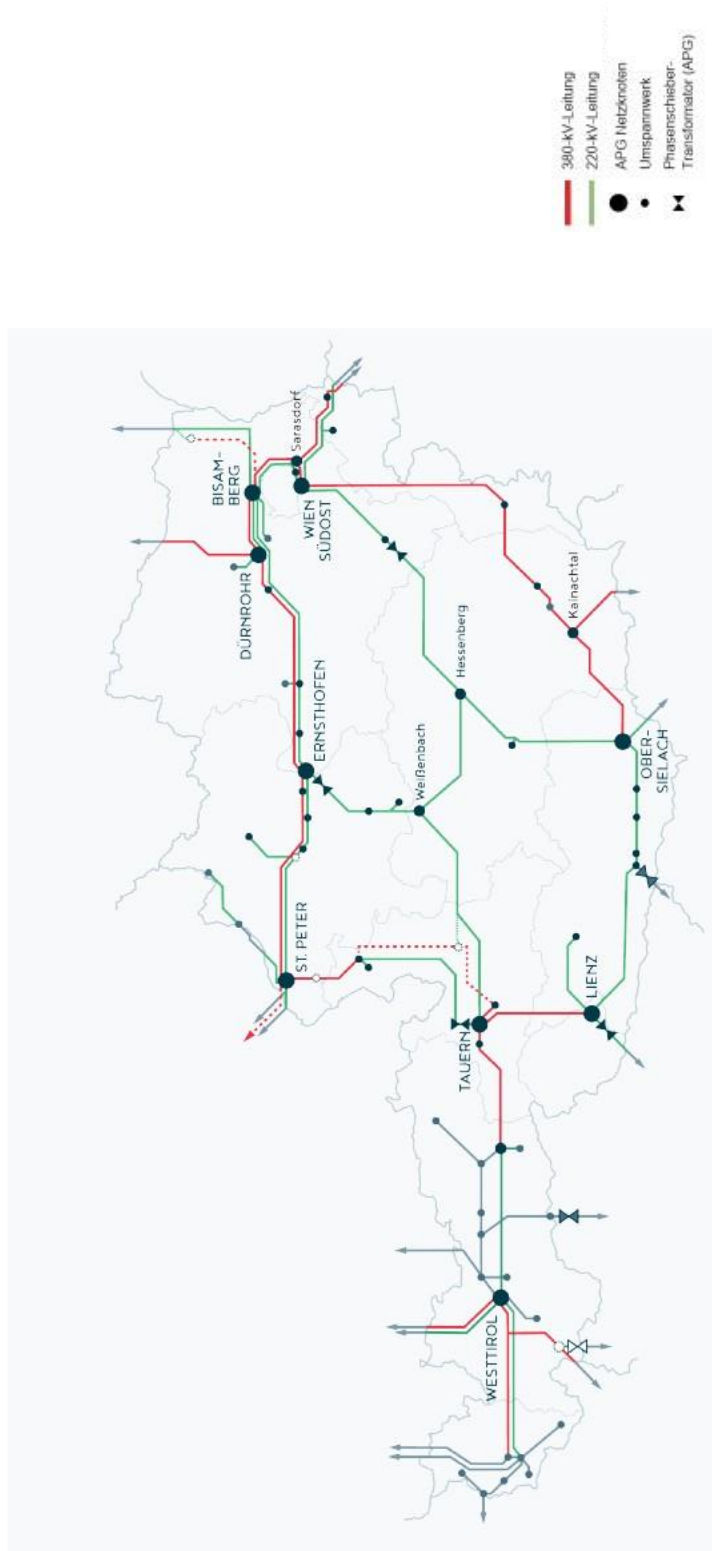 380-kV-Leitung
220-kV-Leitung
APG Netzknoten
Umspannwerk
Phasenschieber-
Transformator (APG)
BISAM-
BERG
Sarasdorf
WIEN
SÜDOST
DÜRNROHR
Kainachtal
Hessenberg
ERNSTHOFEN
Weißenbach
OBER-
SIELACH
ST. PETER
LIENZ
TAUERN
WESTTIROL